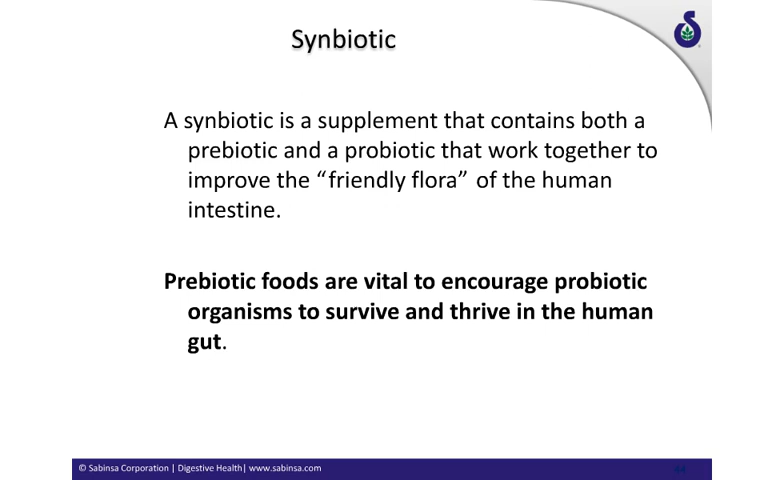 Synbiotic
A synbiotic is a supplement that contains both a
prebiotic and a probiotic that work together to
improve the “friendly flora” of the human
intestine.
Prebiotic foods are vital to encourage probiotic
organisms to survive and thrive in the human
gut.
© Sabinsa Corporation | Digestive Health| www.sabinsa.com